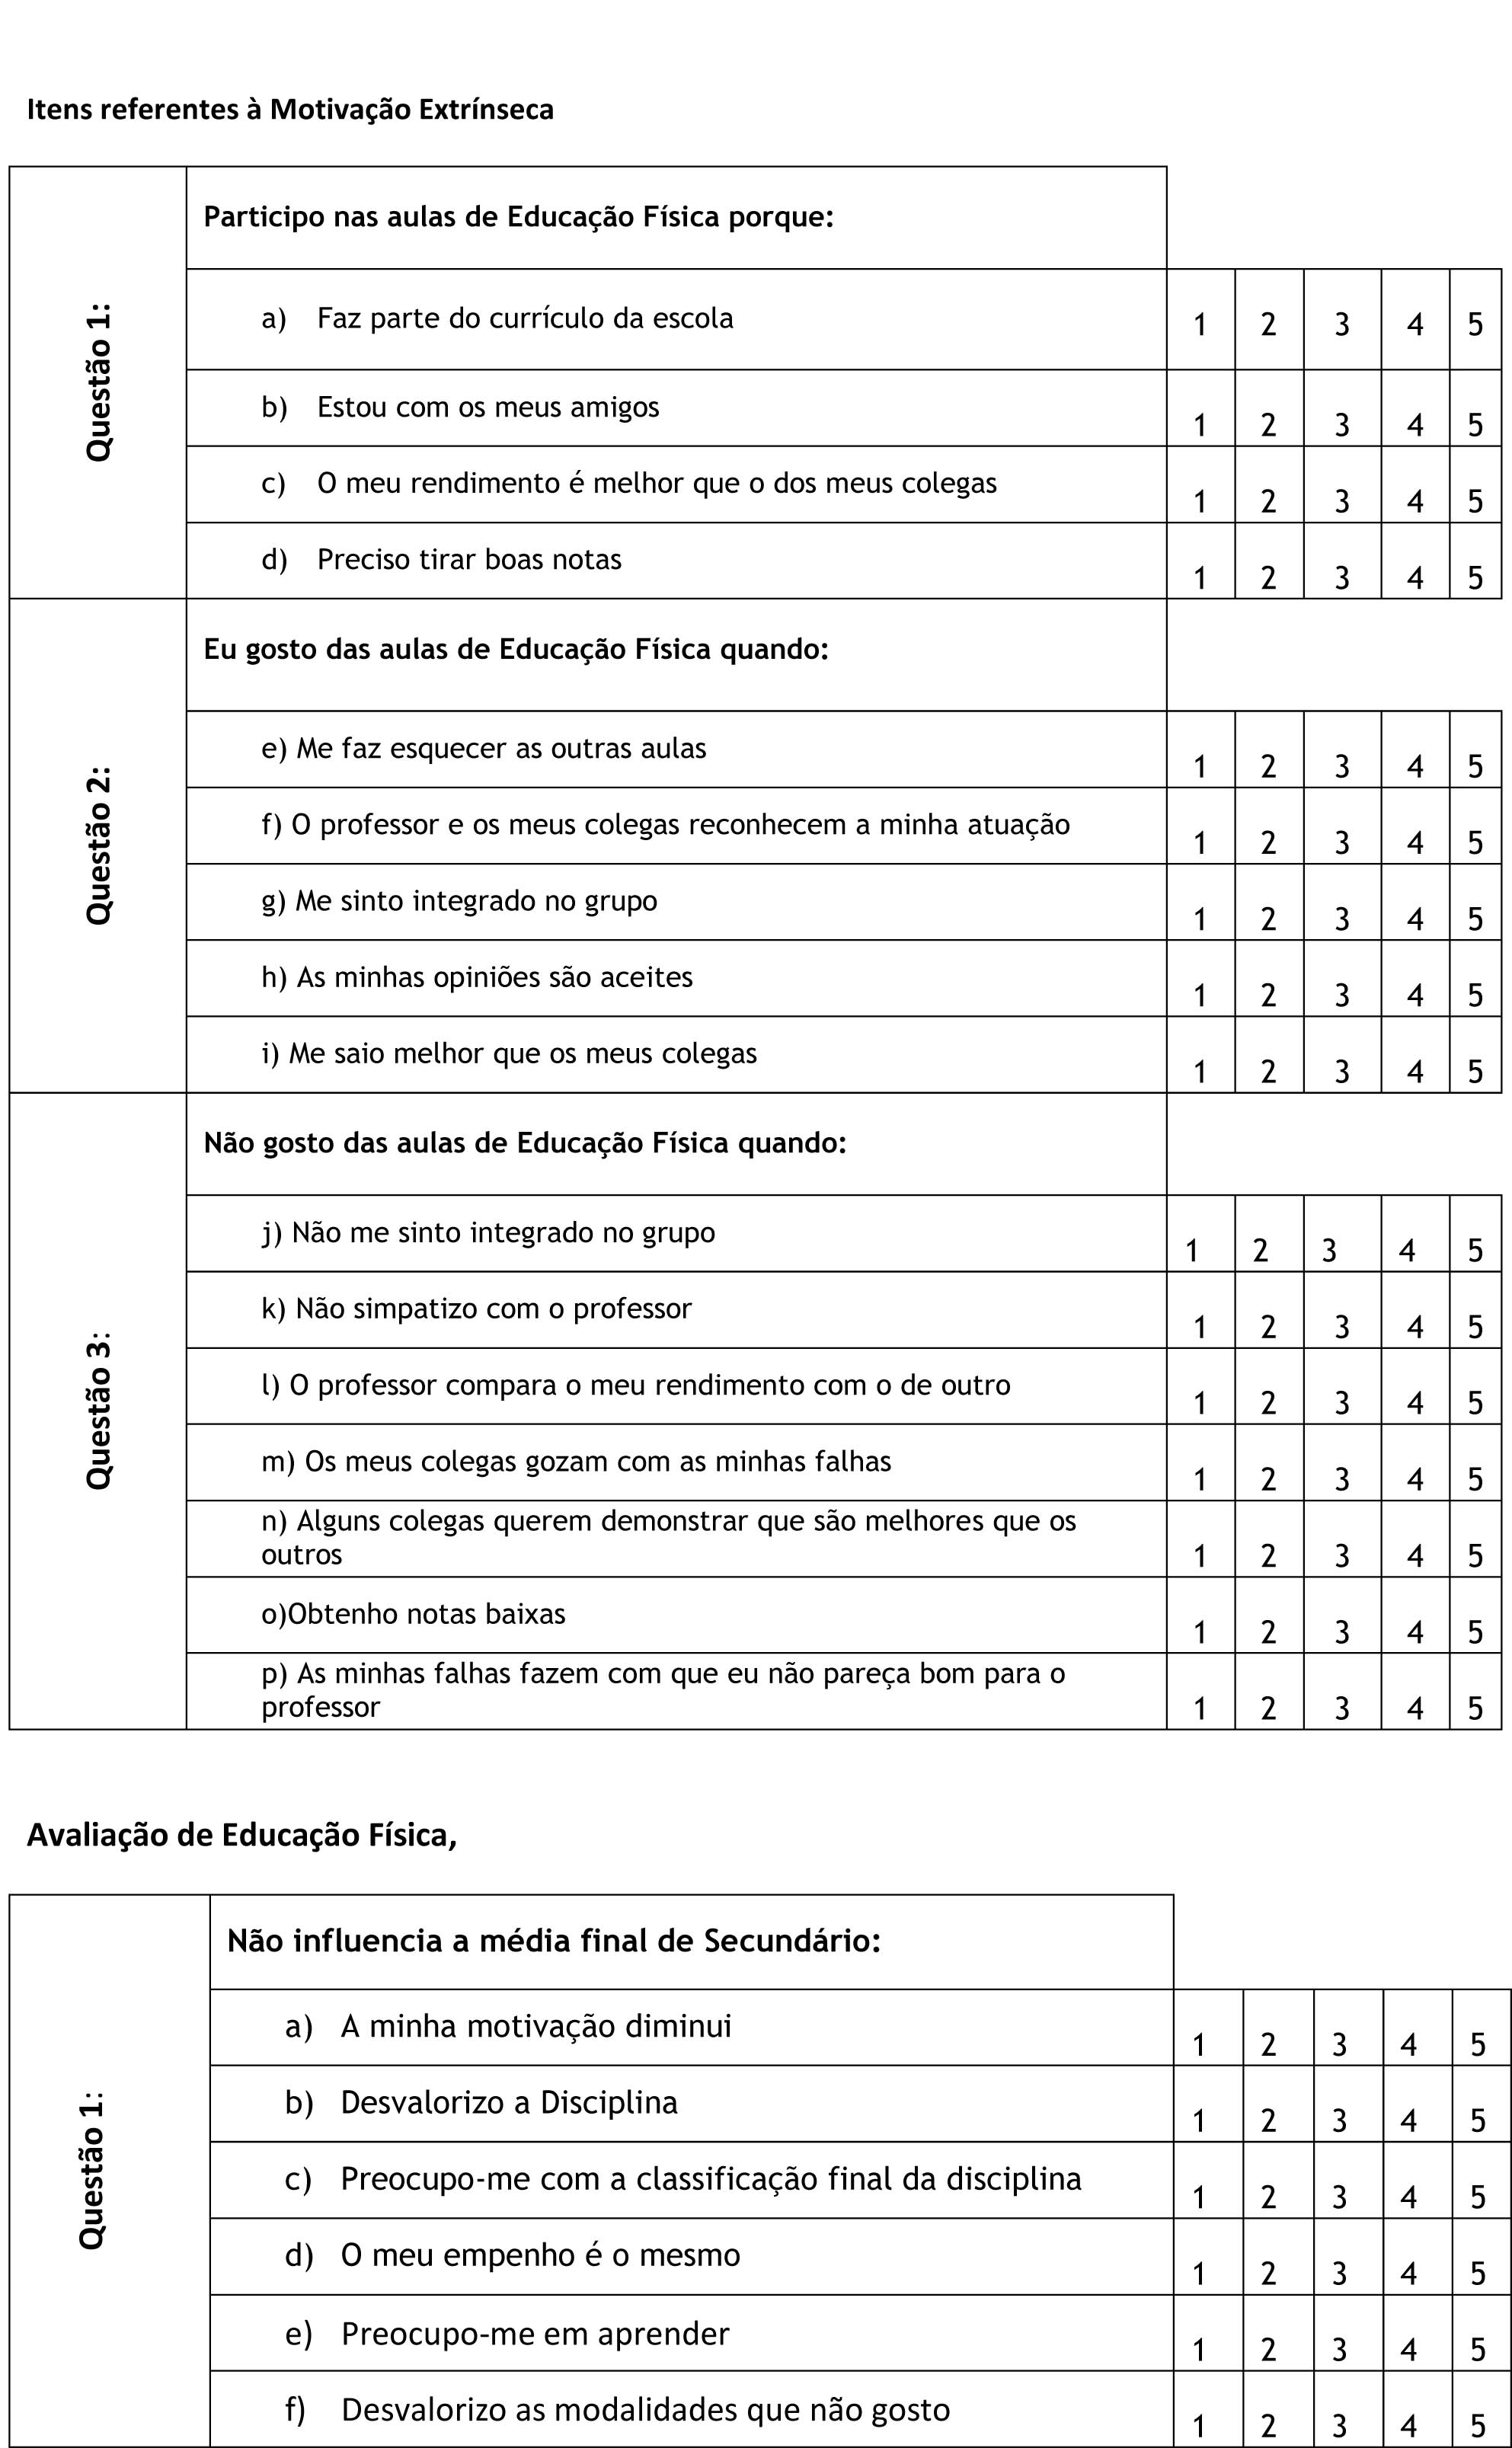 Itens referentes à Motivação Extrínseca
Questão 1:
Participo nas aulas de Educação Física porque:
a) Faz parte do currículo da escola 1 2 3 4 5
b) Estou com os meus amigos 1 2 3 4 5
c) O meu rendimento é melhor que o dos meus colegas 1 2 3 4 5
d) Preciso tirar boas notas 1 2 3 4 5
Questão 2:
Eu gosto das aulas de Educação Física quando:
e) Me faz esquecer as outras aulas 1 2 3 4 5
f) O professor e os meus colegas reconhecem a minha atuação 1 2 3 4 5
g) Me sinto integrado no grupo 1 2 3 4 5
h) As minhas opiniões são aceites 1 2 3 4 5
i) Me saio melhor que os meus colegas 1 2 3 4 5
Questão 3:
Não gosto das aulas de Educação Física quando:
j) Não me sinto integrado no grupo 1 2 3 4 5
k) Não simpatizo com o professor 1 2 3 4 5
l) O professor compara o meu rendimento com o de outro 1 2 3 4 5
m) Os meus colegas gozam com as minhas falhas 1 2 3 4 5
n) Alguns colegas querem demonstrar que são melhores que os
outros 1 2 3 4 5
o)Obtenho notas baixas 1 2 3 4 5
p) As minhas falhas fazem com que eu não pareça bom para o
professor 1 2 3 4 5
Avaliação de Educação Física,
Questão 1:
Não influencia a média final de Secundário:
a) A minha motivação diminui 1 2 3 4 5
b) Desvalorizo a Disciplina 1 2 3 4 5
c) Preocupo-me com a classificação final da disciplina 1 2 3 4 5
d) O meu empenho é o mesmo 1 2 3 4 5
e) Preocupo-me em aprender 1 2 3 4 5
f) Desvalorizo as modalidades que não gosto 1 2 3 4 5